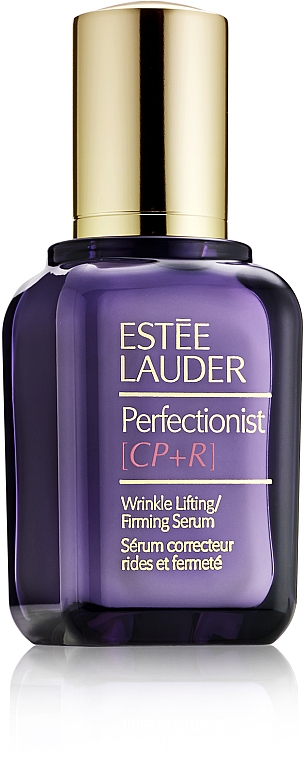 ESTĒE
LAUDER
Perfectionist
[CP+R]
Wrinkle Lifting/
Firming Serum
Sérum correcteur
rides et fermeté